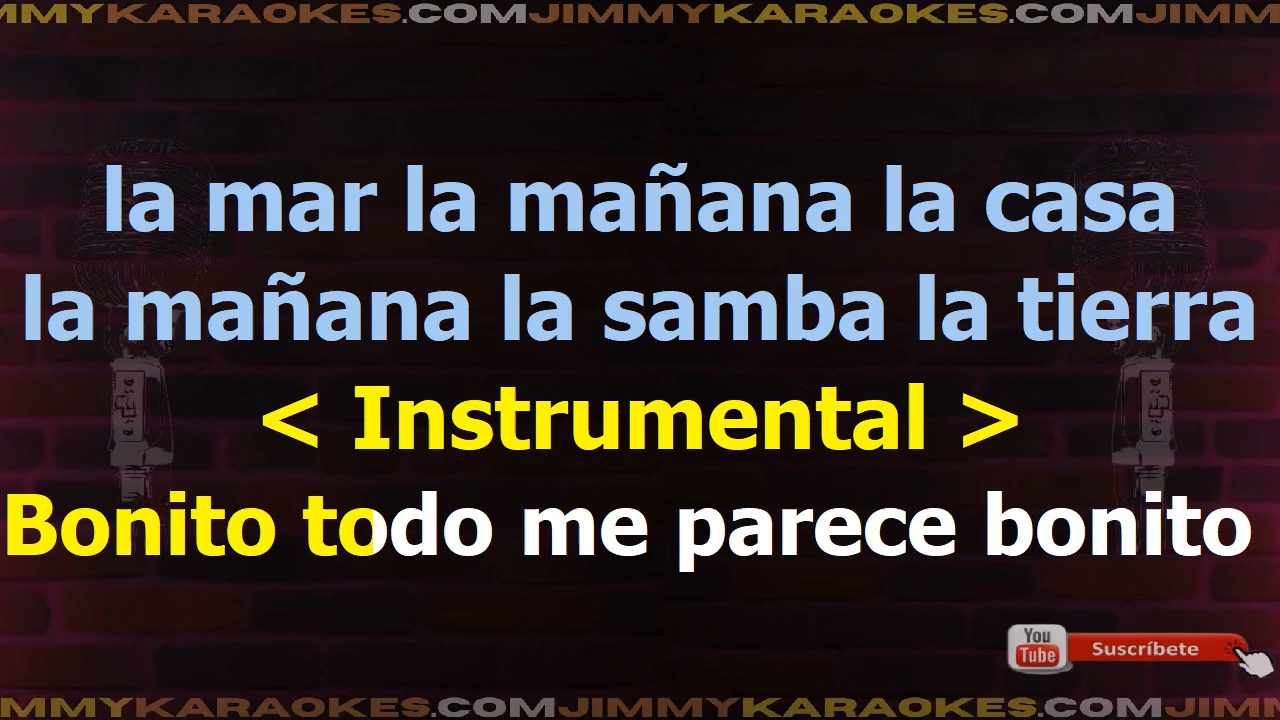 MMYKARAOKES.COMJIMMYKARAOKES.COMJIMM
la mar la mañana la casa
la mañana la samba la tierra
< Instrumental >
Bonito todo me parece bonito
You
Tube
Suscríbete
IMMYKARAOKES.COMJIMMYKARAOKES.COMJIMM